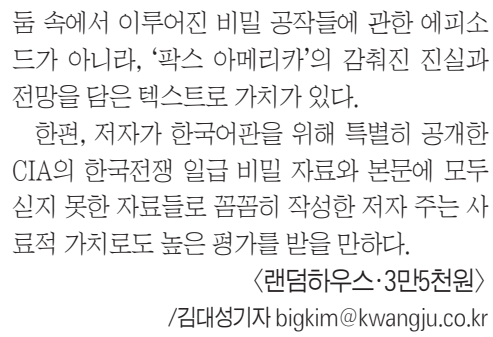 둠 속에서 이루어진 비밀 공작들에 관한 에피소
드가 아니라, ‘팍스 아메리카’의 감춰진 진실과
전망을 담은 텍스트로 가치가 있다.
한편, 저자가 한국어판을 위해 특별히 공개한
CIA의 한국전쟁 일급 비밀 자료와 본문에 모두
싣지 못한 자료들로 꼼꼼히 작성한 저자 주는 사
료적 가치로도 높은 평가를 받을 만하다.
〈랜덤하우스·3만5천원〉
/김대성기자 bigkim@kwangju.co.kr